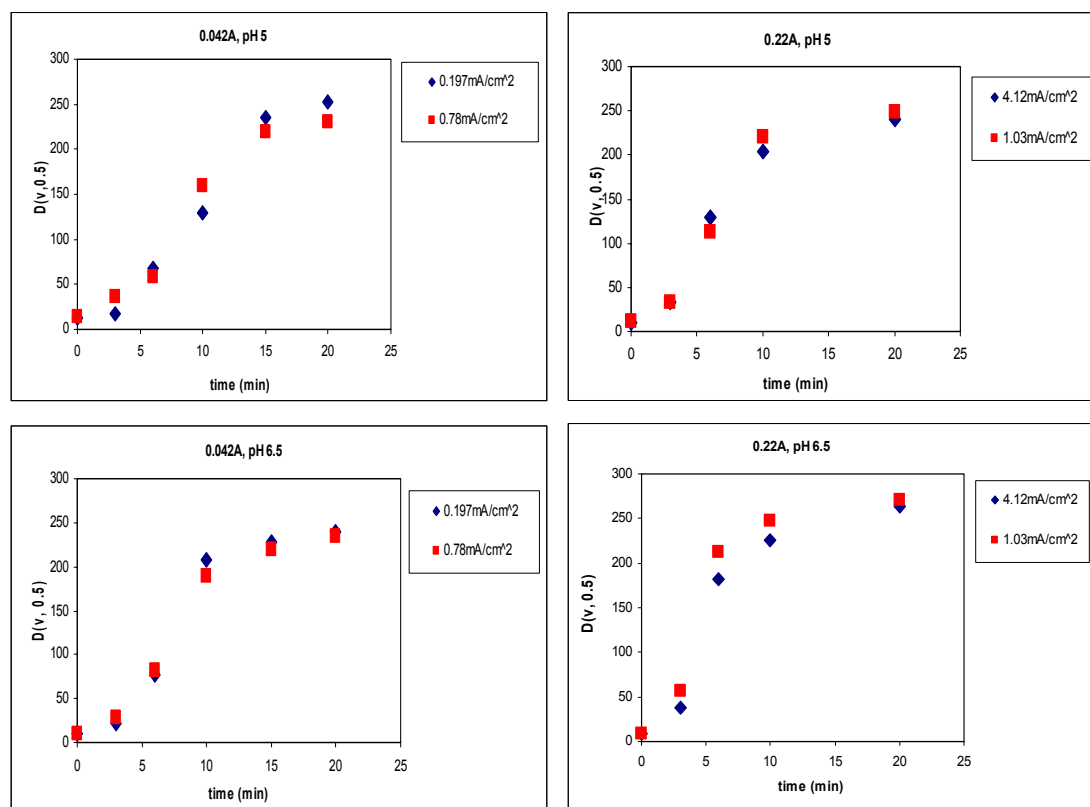 0.042A, pH 5
300
250
200
150
100
50
0
D(v,0.5)
0 5 10 15 20 25
time (min)
0.197mA/cm^2
0.78mA/cm^2
0.22A, pH 5
300
250
200
150
100
50
0
D(v,0.5)
0 5 10 15 20 25
time (min)
4.12mA/cm^2
1.03mA/cm^2
0.042A, pH 6.5
300
250
200
150
100
50
0
D(v, 0.5)
0 5 10 15 20 25
time (min)
0.197mA/cm^2
0.78mA/cm^2
0.22A, pH 6.5
300
250
200
150
100
50
0
D(v, 0.5)
0 5 10 15 20 25
time (min)
4.12mA/cm^2
1.03mA/cm^2